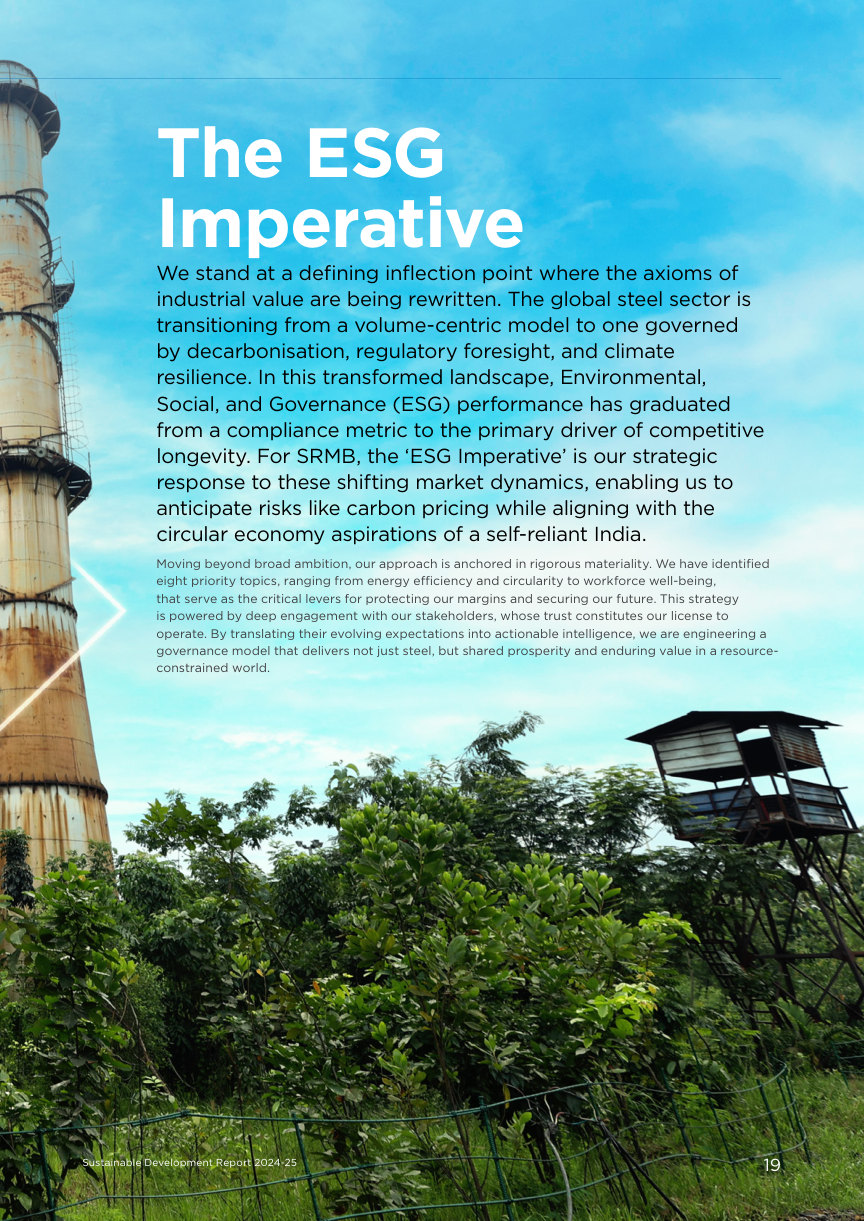 The ESG
Imperative
We stand at a defining inflection point where the axioms of
industrial value are being rewritten. The global steel sector is
transitioning from a volume-centric model to one governed
by decarbonisation, regulatory foresight, and climate
resilience. In this transformed landscape, Environmental,
Social, and Governance (ESG) performance has graduated
from a compliance metric to the primary driver of competitive
longevity. For SRMB, the ‘ESG Imperative’ is our strategic
response to these shifting market dynamics, enabling us to
anticipate risks like carbon pricing while aligning with the
circular economy aspirations of a self-reliant India.
Moving beyond broad ambition, our approach is anchored in rigorous materiality. We have identified
eight priority topics, ranging from energy efficiency and circularity to workforce well-being,
that serve as the critical levers for protecting our margins and securing our future. This strategy
is powered by deep engagement with our stakeholders, whose trust constitutes our license to
operate. By translating their evolving expectations into actionable intelligence, we are engineering a
governance model that delivers not just steel, but shared prosperity and enduring value in a resource-
constrained world.
Sustainable Development Report 2024-25
19